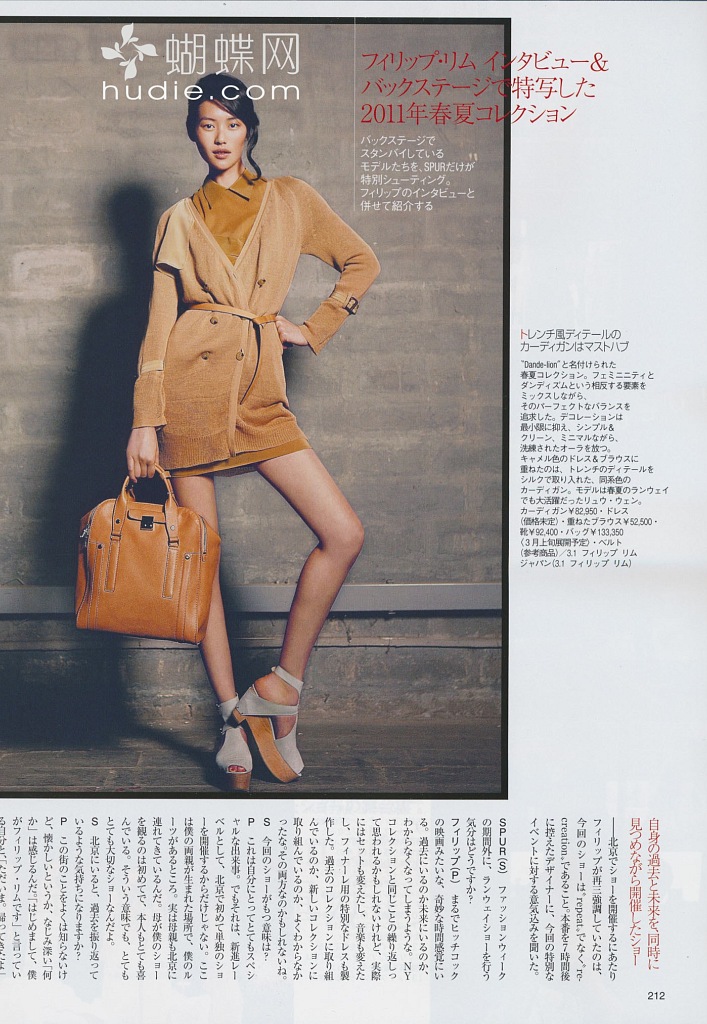 蝴蝶网
hudie.com
フィリップ・リム インタビュー&
バックステージで特写した
2011年春夏コレクション
バックステージで
スタンバイしている
モデルたちを、SPURだけが
特別シューティング。
フィリップのインタビューと
併せて紹介する
トレンチ風ディテールの
カーディガンはマストハブ
"Dande-lion"と名付けられた
春夏コレクション。フェミニニティと
ダンディズムという相反する要素を
ミックスしながら、
そのパーフェクトなバランスを
追求した。デコレーションは
最小限に抑え、シンプル&
クリーン、ミニマルながら、
洗練されたオーラを放つ。
キャメル色のドレス&ブラウスに
重ねたのは、トレンチのディテールを
シルクで取り入れた、同系色の
カーディガン。モデルは春夏のランウェイ
でも大活躍だったリュウ・ウェン。
カーディガン¥82,950・ドレス
(価格未定)・重ねたブラウス¥52,500・
靴¥92,400・バッグ¥133,350
〈3月上旬展開予定〉・ベルト
(参考商品)/3.1 フィリップ リム
ジャパン(3.1 フィリップ リム)
自身の過去と未来を、同時に
見つめながら開催したショー
――北京でショーを開催するにあたり
フィリップが再三強調していたのは、
今回のショーは"repeat"でなく、"re-
creation"であること。本番を7時間後
に控えたデザイナーに、今回の特別な
イベントに対する意気込みを聞いた。
SPUR(S) ファッションウィーク
の期間外に、ランウェイショーを行う
気分はどうですか?
フィリップ(P) まるでヒッチコック
の映画みたいな、奇妙な時間感覚にい
る。過去にいるのか未来にいるのか、
わからなくなってしまうような。NY
コレクションと同じことの繰り返しっ
て思われるかもしれないけれど、実際
にはセットも変えたし、音楽も変えた
し、フィナーレ用の特別なドレスも製
作した。過去のコレクションに取り組
んでいるのか、新しいコレクションに
取り組んでいるのか、よくわからなか
ったな。その両方なのかもしれないね。
S 今回のショーがもつ意味は?
P これは自分にとってとてもスペシ
ャルな出来事。でもそれは、新進レー
ベルとして、北京で初めて単独のショ
ーを開催するからだけじゃない。ここ
は僕の両親が生まれた場所で、僕のル
ーツがあるところ。実は母親も北京に
連れてきているんだ。母が僕のショー
を観るのは初めてで、本人もとても喜
んでいる。そういう意味でも、とても
とても大切なショーなんだよ。
S 北京にいると、過去を振り返って
いるような気持ちになりますか?
P この街のことをよくは知らないけ
ど、懐かしいというか、なじみ深い「何
か」は感じるんだ。「はじめまして、僕
がフィリップ・リムです」と言ってい
212